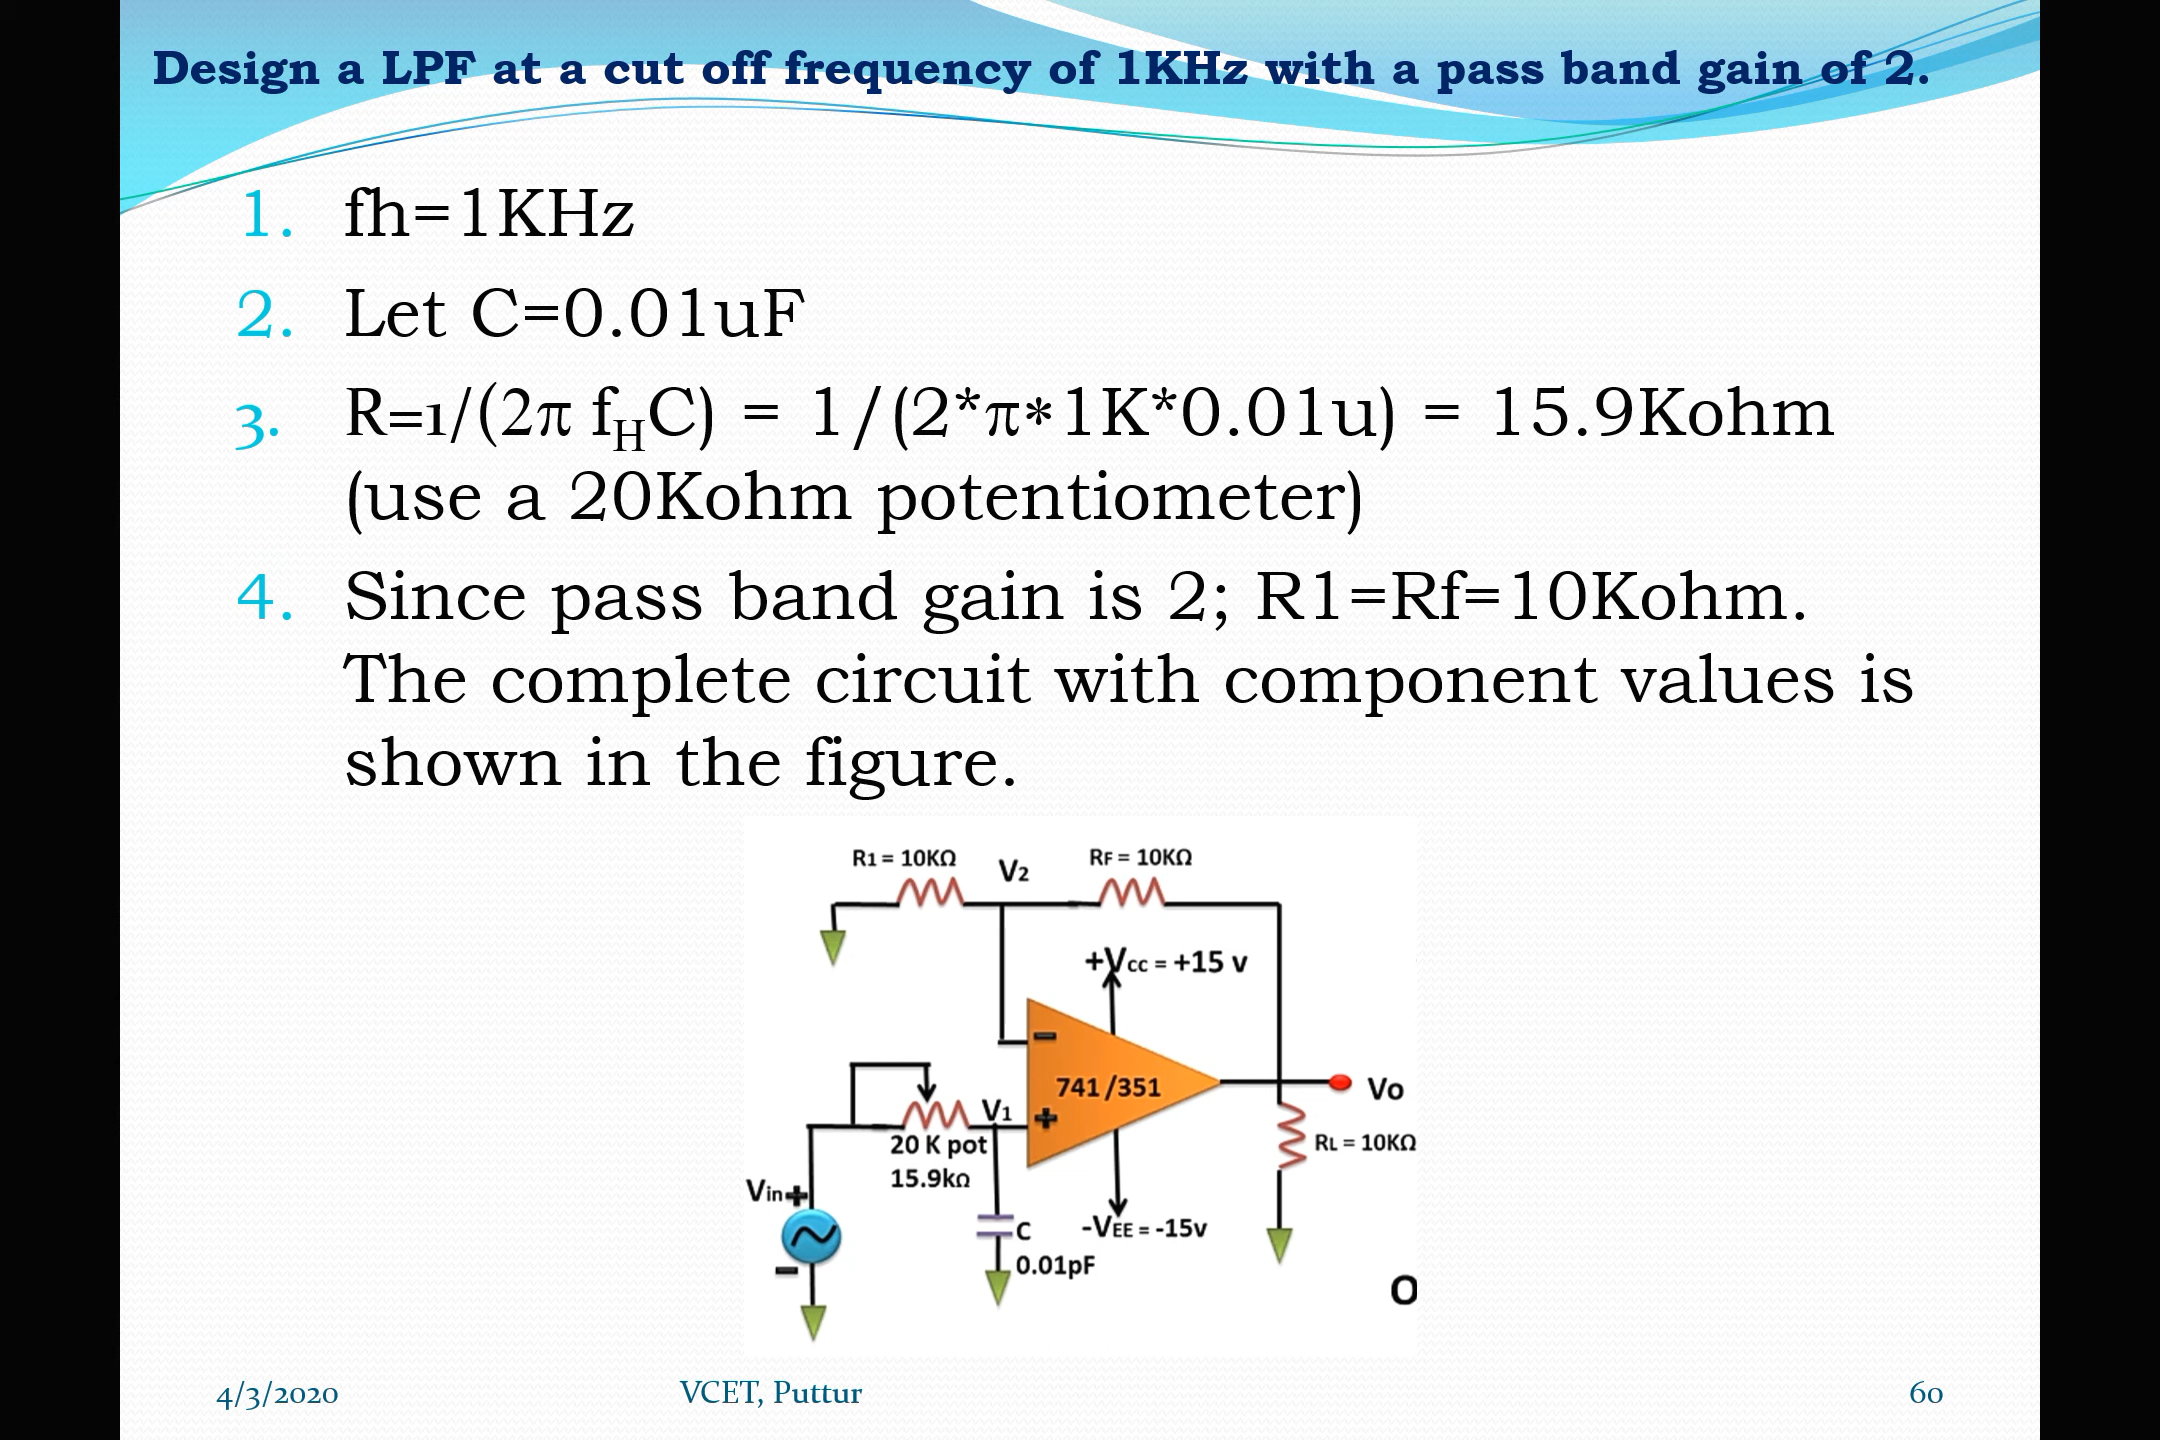 Design a LPF at a cut off frequency of 1KHz with a pass band gain of 2.
1. fh=1KHz
2. Let C=0.01uF
3. R=1/(2π fHC) = 1/(2*π*1K*0.01u) = 15.9Kohm
(use a 20Kohm potentiometer)
4. Since pass band gain is 2; R1=Rf=10Kohm.
The complete circuit with component values is
shown in the figure.
R1 = 10KΩ
V2
RF = 10KΩ
+Vcc = +15 v
741/351
Vo
V1
20 K pot
15.9kΩ
RL = 10KΩ
Vin
C
0.01pF
-VEE = -15v
O
4/3/2020
VCET, Puttur
60